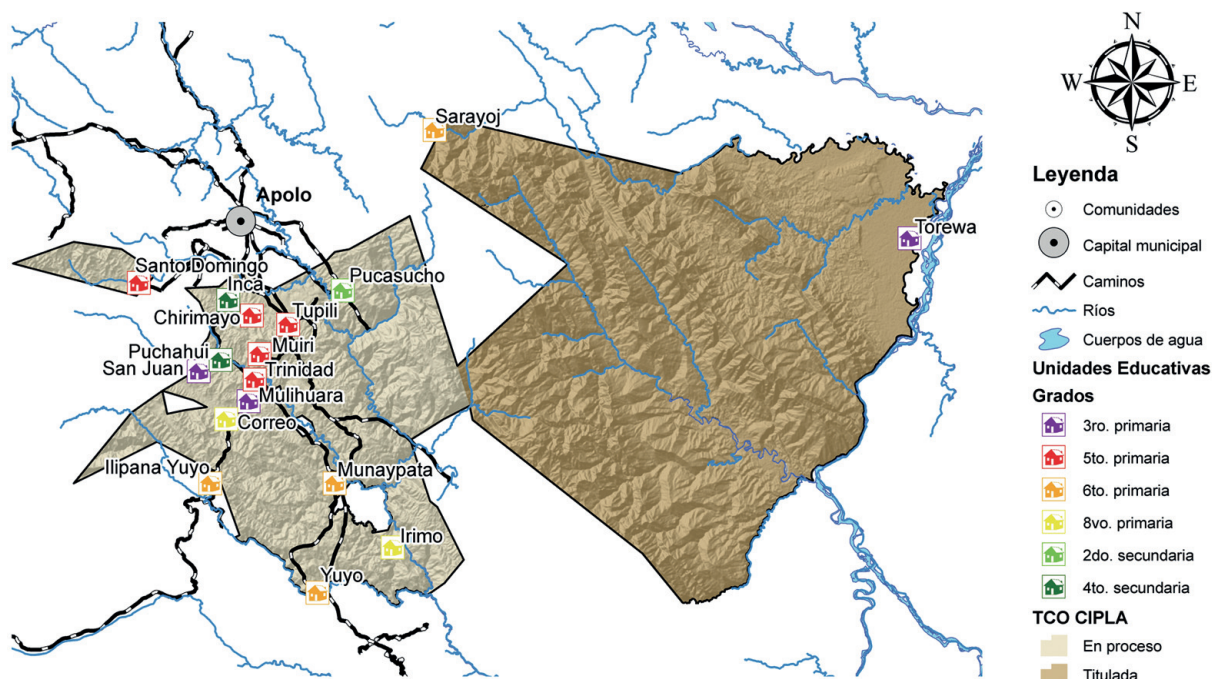 Sarayoj
Apolo
Torewa
Santo Domingo
Pucasucho
Inca
Chirimayo
Tupili
Muiri
Puchahui
San Juan
Trinidad
Mulihuara
Correo
Ilipana Yuyo
Munaypata
Irimo
Yuyo
N
W
E
S
Leyenda
Comunidades
Capital municipal
Caminos
Ríos
Cuerpos de agua
Unidades Educativas
Grados
3ro. primaria
5to. primaria
6to. primaria
8vo. primaria
2do. secundaria
4to. secundaria
TCO CIPLA
En proceso
Titulada